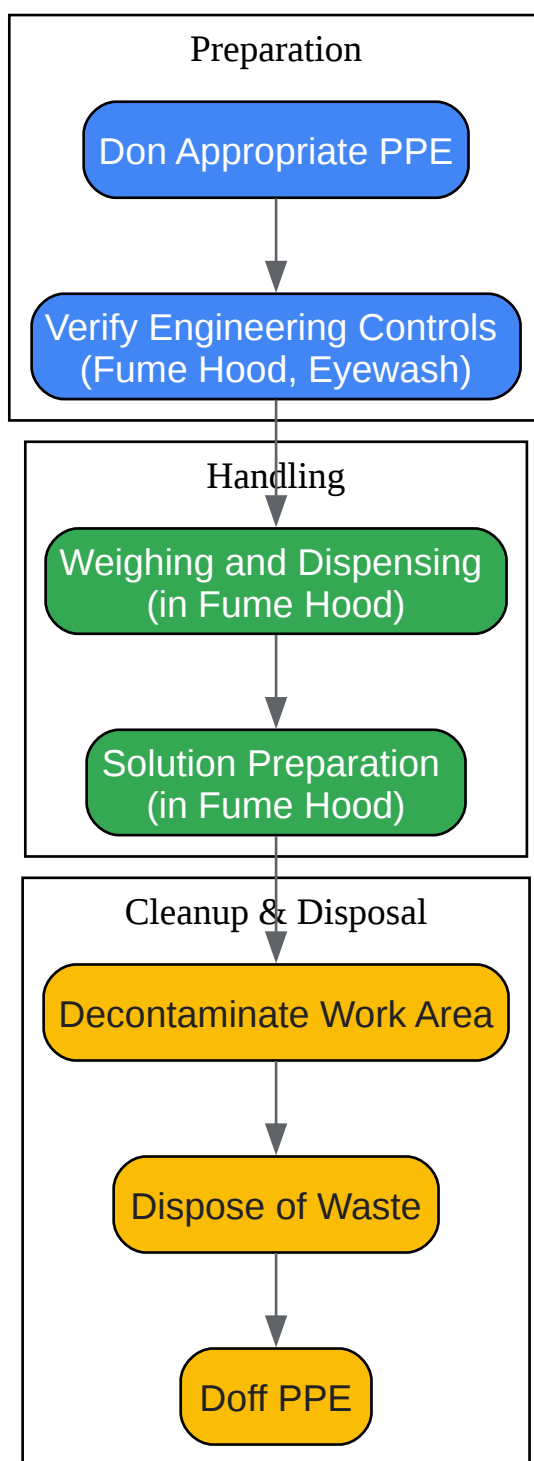 Preparation
Don Appropriate PPE
Verify Engineering Controls
(Fume Hood, Eyewash)
Handling
Weighing and Dispensing
(in Fume Hood)
Solution Preparation
(in Fume Hood)
Cleanup & Disposal
Decontaminate Work Area
Dispose of Waste
Doff PPE